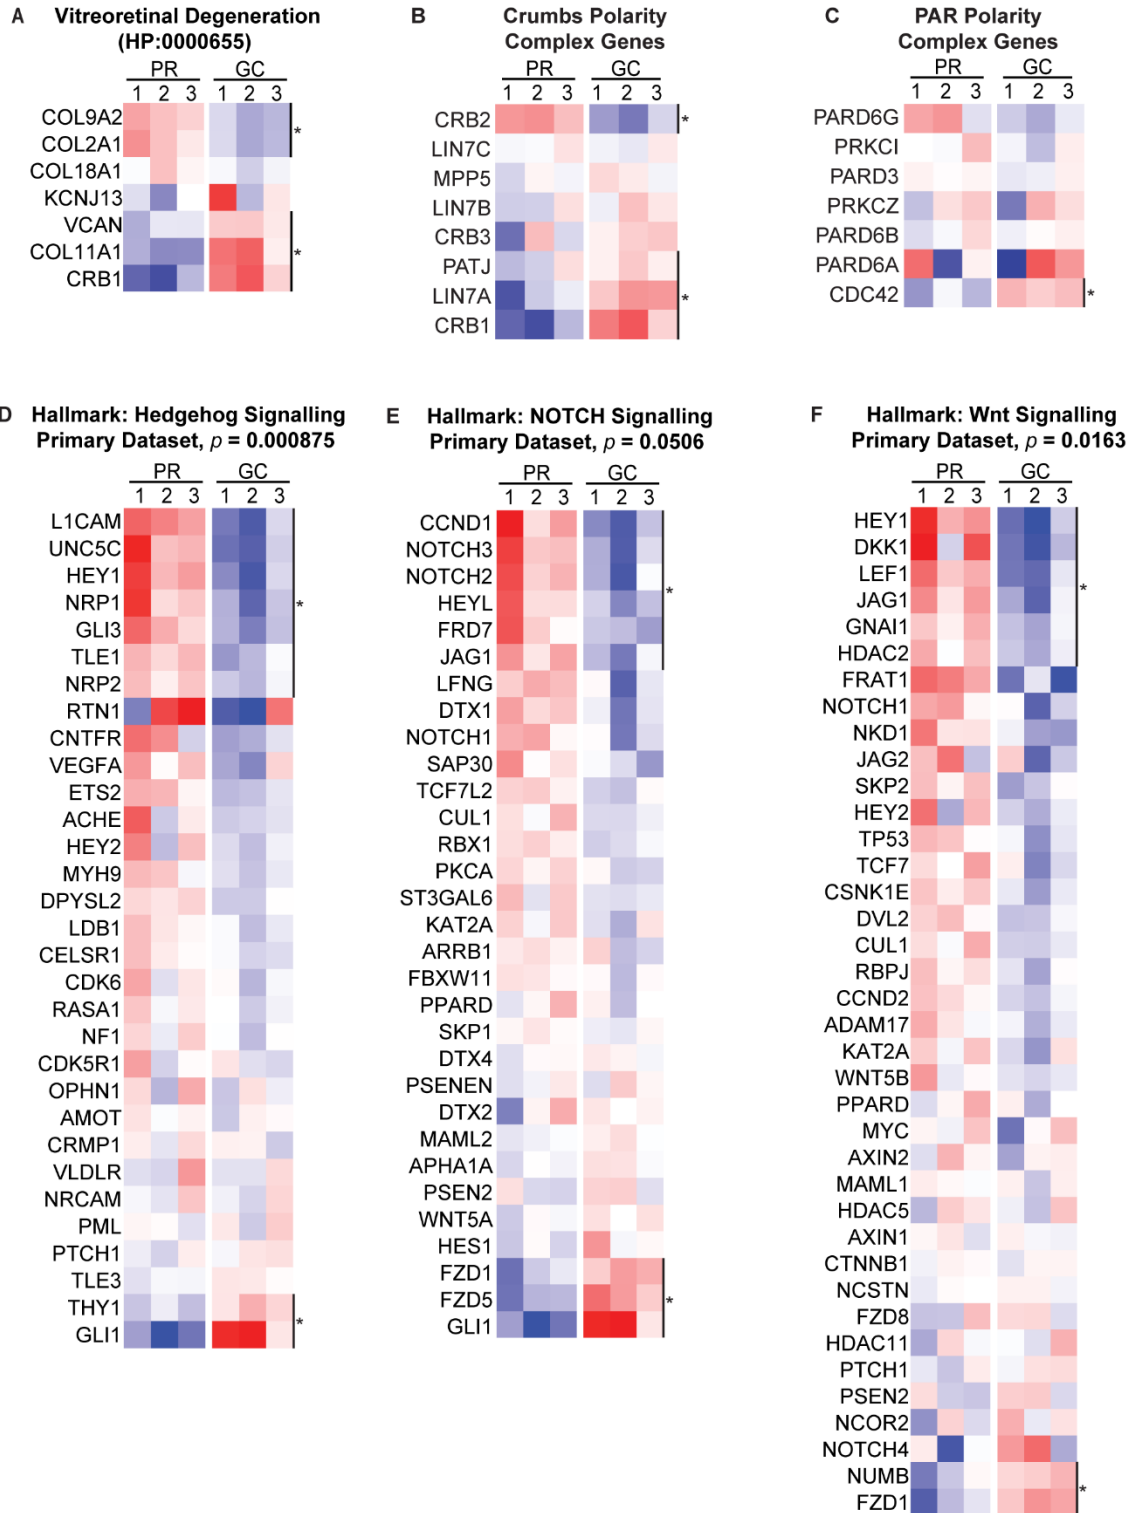 A
Vitreoretinal Degeneration
(HP:0000655)
PR GC
1 2 3 1 2 3
COL9A2
COL2A1
*
COL18A1
KCNJ13
VCAN
COL11A1
*
CRB1
B
Crumbs Polarity
Complex Genes
PR GC
1 2 3 1 2 3
CRB2
*
LIN7C
MPP5
LIN7B
CRB3
PATJ
LIN7A
*
CRB1
C
PAR Polarity
Complex Genes
PR GC
1 2 3 1 2 3
PARD6G
PRKCI
PARD3
PRKCZ
PARD6B
PARD6A
CDC42
*
D
Hallmark: Hedgehog Signalling
Primary Dataset, p = 0.000875
PR GC
1 2 3 1 2 3
L1CAM
UNC5C
HEY1
NRP1
*
GLI3
TLE1
NRP2
RTN1
CNTFR
VEGFA
ETS2
ACHE
HEY2
MYH9
DPYSL2
LDB1
CELSR1
CDK6
RASA1
NF1
CDK5R1
OPHN1
AMOT
CRMP1
VLDLR
NRCAM
PML
PTCH1
TLE3
THY1
*
GLI1
E
Hallmark: NOTCH Signalling
Primary Dataset, p = 0.0506
PR GC
1 2 3 1 2 3
CCND1
NOTCH3
NOTCH2
*
HEYL
FRD7
JAG1
LFNG
DTX1
NOTCH1
SAP30
TCF7L2
CUL1
RBX1
PKCA
ST3GAL6
KAT2A
ARRB1
FBXW11
PPARD
SKP1
DTX4
PSENEN
DTX2
MAML2
APHA1A
PSEN2
WNT5A
HES1
FZD1
FZD5
*
GLI1
F
Hallmark: Wnt Signalling
Primary Dataset, p = 0.0163
PR GC
1 2 3 1 2 3
HEY1
DKK1
LEF1
*
JAG1
GNAI1
HDAC2
FRAT1
NOTCH1
NKD1
JAG2
SKP2
HEY2
TP53
TCF7
CSNK1E
DVL2
CUL1
RBPJ
CCND2
ADAM17
KAT2A
WNT5B
PPARD
MYC
AXIN2
MAML1
HDAC5
AXIN1
CTNNB1
NCSTN
FZD8
HDAC11
PTCH1
PSEN2
NCOR2
NOTCH4
NUMB
*
FZD1